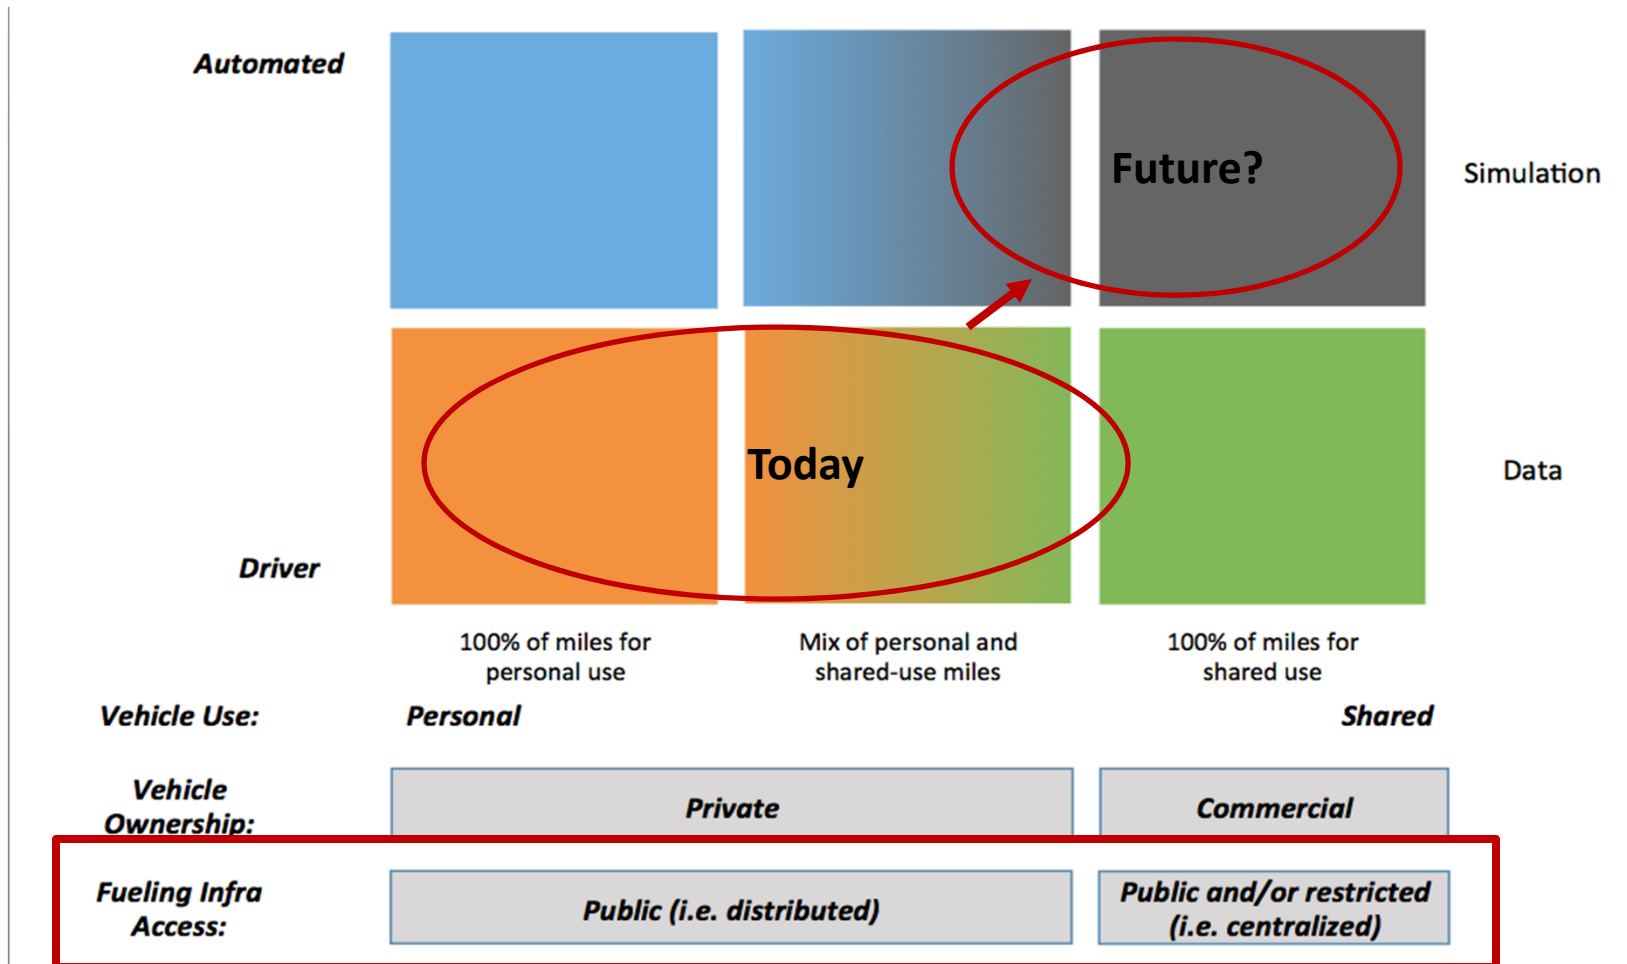 Automated
Future?
Simulation
Today
Data
Driver
100% of miles for
personal use
Mix of personal and
shared-use miles
100% of miles for
shared use
Vehicle Use:
Personal
Shared
Vehicle
Ownership:
Private
Commercial
Fueling Infra
Access:
Public (i.e. distributed)
Public and/or restricted
(i.e. centralized)